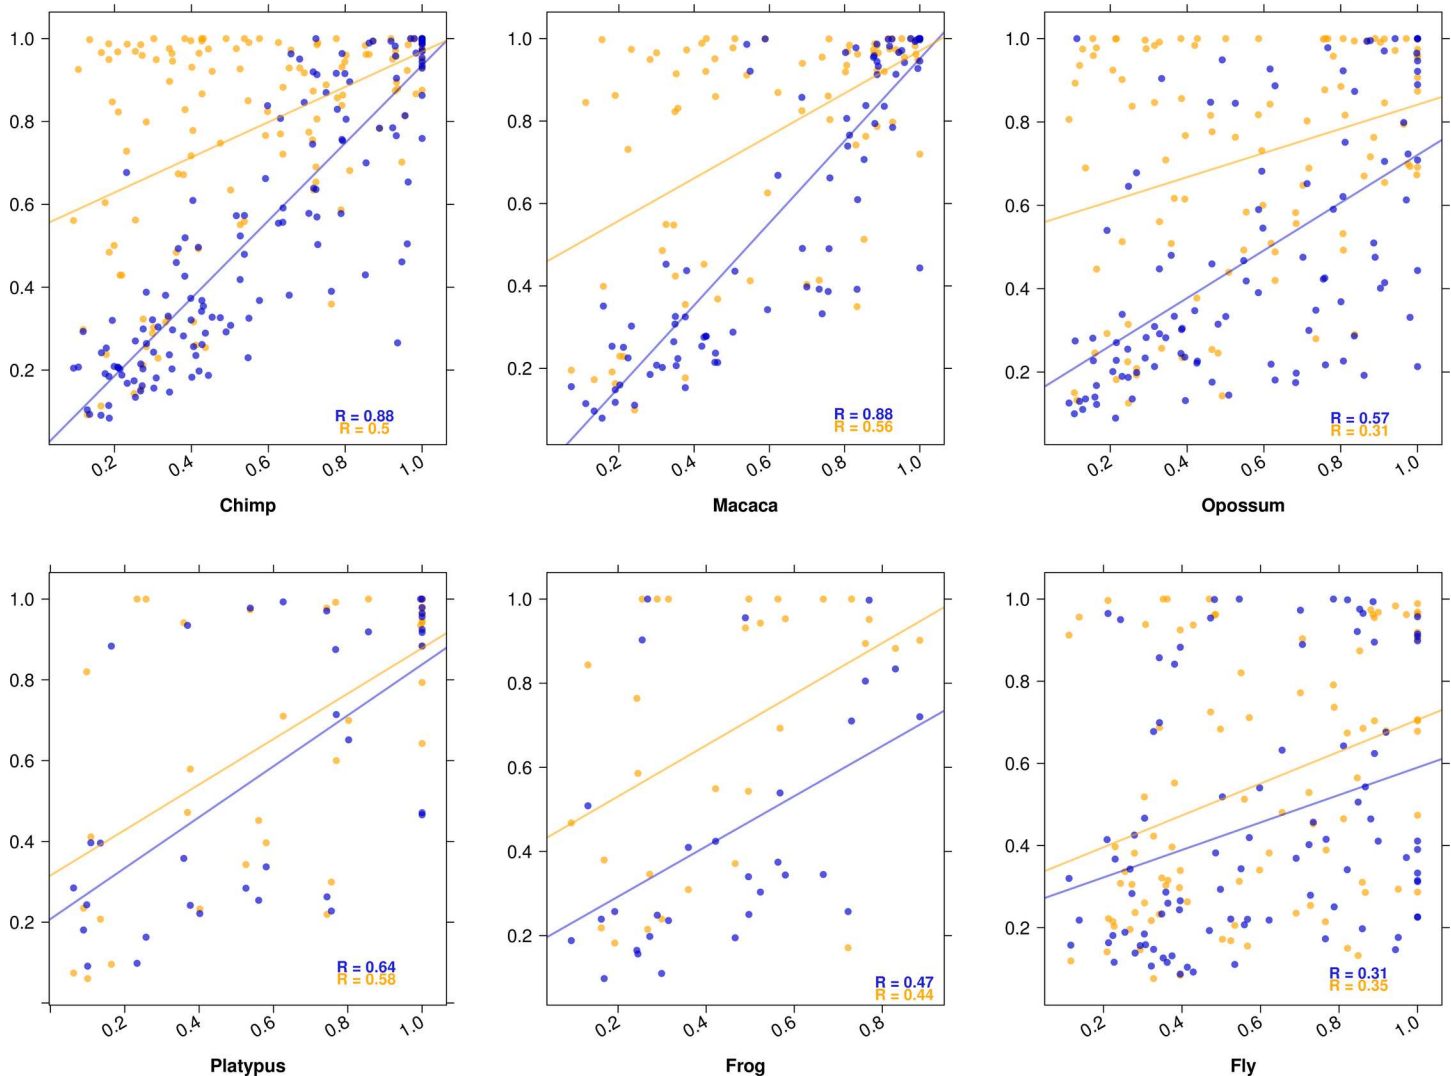 1.0
0.8
0.6
0.4
0.2
R = 0.88
R = 0.5
0.2 0.4 0.6 0.8 1.0
Chimp
1.0
0.8
0.6
0.4
0.2
R = 0.88
R = 0.56
0.2 0.4 0.6 0.8 1.0
Macaca
1.0
0.8
0.6
0.4
0.2
R = 0.57
R = 0.31
0.2 0.4 0.6 0.8 1.0
Opossum
1.0
0.8
0.6
0.4
0.2
R = 0.64
R = 0.58
0.2 0.4 0.6 0.8 1.0
Platypus
1.0
0.8
0.6
0.4
0.2
R = 0.47
R = 0.44
0.2 0.4 0.6 0.8
Frog
1.0
0.8
0.6
0.4
0.2
R = 0.31
R = 0.35
0.2 0.4 0.6 0.8 1.0
Fly